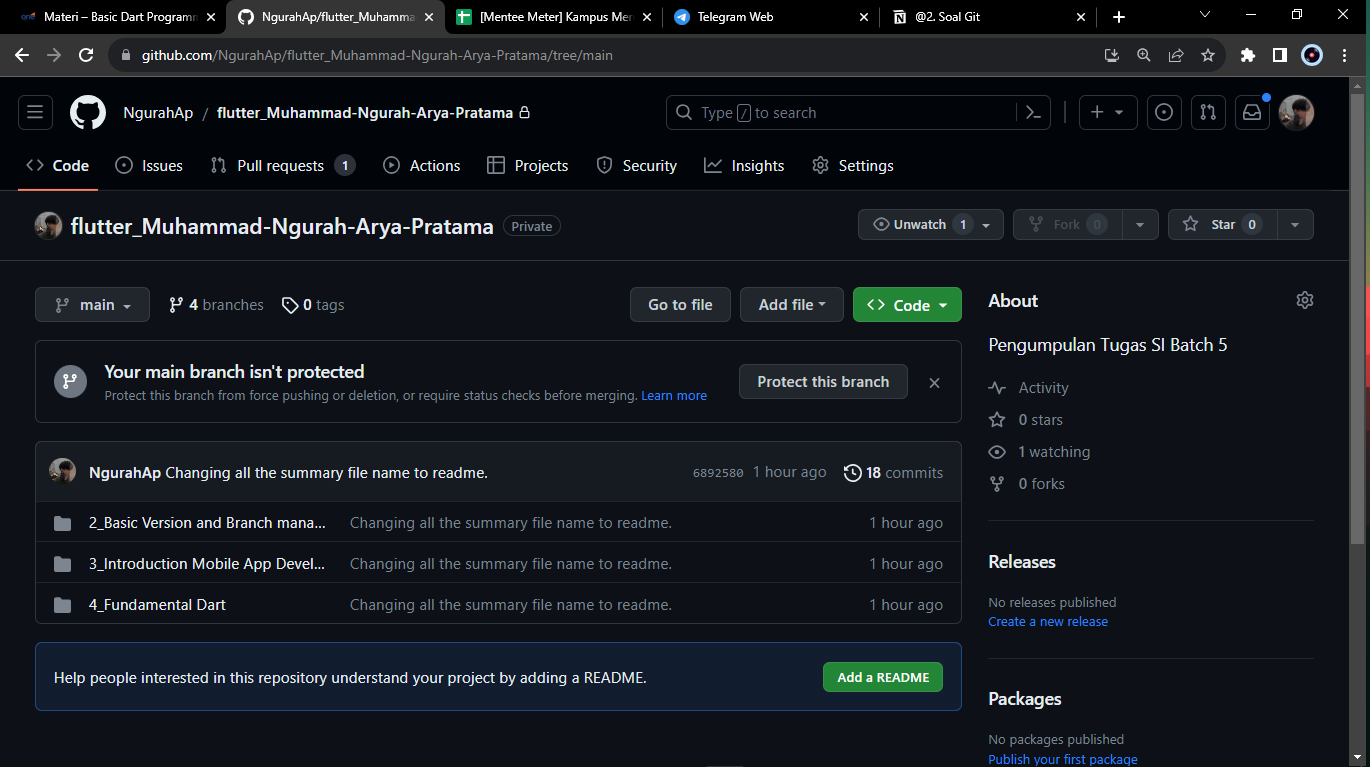 Materi – Basic Dart Programm
NgurahAp/flutter_Muhamma
[Mentee Meter] Kampus Mer
Telegram Web
@2. Soal Git
github.com/NgurahAp/flutter_Muhammad-Ngurah-Arya-Pratama/tree/main
NgurahAp / flutter_Muhammad-Ngurah-Arya-Pratama
Type / to search
Code
Issues
Pull requests 1
Actions
Projects
Security
Insights
Settings
flutter_Muhammad-Ngurah-Arya-Pratama Private
Unwatch 1
Fork 0
Star 0
main
4 branches
0 tags
Go to file
Add file
Code
Your main branch isn't protected
Protect this branch from force pushing or deletion, or require status checks before merging. Learn more
Protect this branch
NgurahAp Changing all the summary file name to readme. 6892580 1 hour ago 18 commits
2_Basic Version and Branch mana... Changing all the summary file name to readme. 1 hour ago
3_Introduction Mobile App Devel... Changing all the summary file name to readme. 1 hour ago
4_Fundamental Dart Changing all the summary file name to readme. 1 hour ago
Help people interested in this repository understand your project by adding a README.
Add a README
About
Pengumpulan Tugas SI Batch 5
Activity
0 stars
1 watching
0 forks
Releases
No releases published
Create a new release
Packages
No packages published
Publish your first package